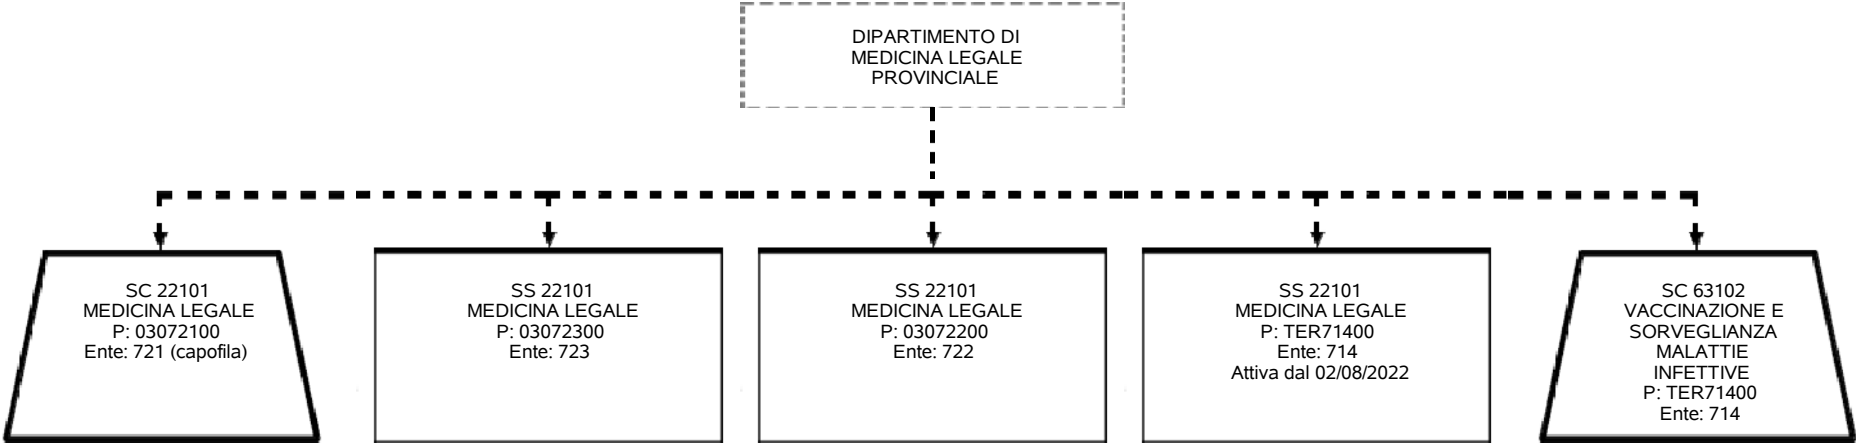 DIPARTIMENTO DI
MEDICINA LEGALE
PROVINCIALE
SC 22101
MEDICINA LEGALE
P: 03072100
Ente: 721 (capofila)
SS 22101
MEDICINA LEGALE
P: 03072300
Ente: 723
SS 22101
MEDICINA LEGALE
P: 03072200
Ente: 722
SS 22101
MEDICINA LEGALE
P: TER71400
Ente: 714
Attiva dal 02/08/2022
SC 63102
VACCINAZIONE E
SORVEGLIANZA
MALATTIE
INFETTIVE
P: TER71400
Ente: 714